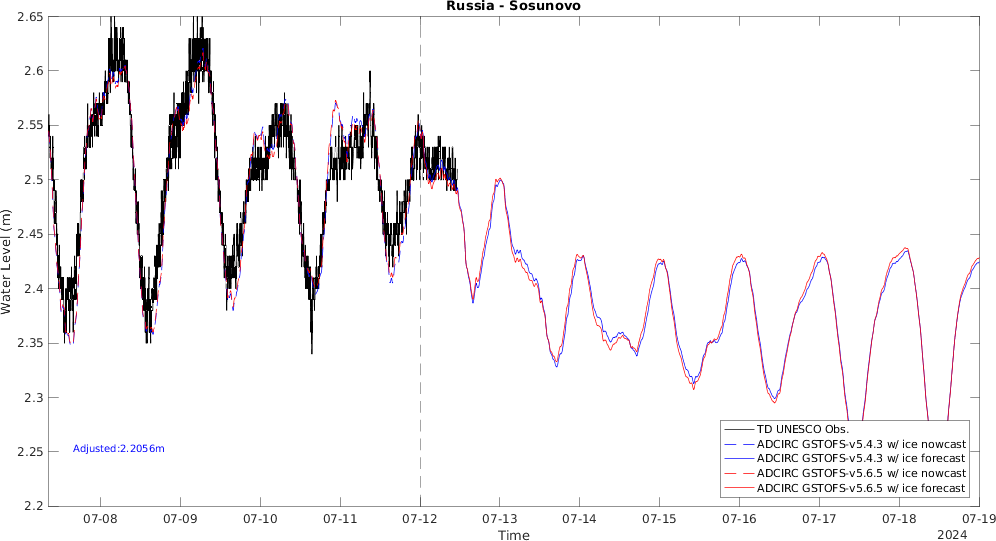 Russia - Sosunovo
2.65
2.6
2.55
2.5
2.45
2.4
2.35
2.3
2.25
2.2
Water Level (m)
Adjusted:2.2056m
TD UNESCO Obs.
ADCIRC GSTOFS-v5.4.3 w/ ice nowcast
ADCIRC GSTOFS-v5.4.3 w/ ice forecast
ADCIRC GSTOFS-v5.6.5 w/ ice nowcast
ADCIRC GSTOFS-v5.6.5 w/ ice forecast
07-08 07-09 07-10 07-11 07-12 07-13 07-14 07-15 07-16 07-17 07-18 07-19
Time
2024